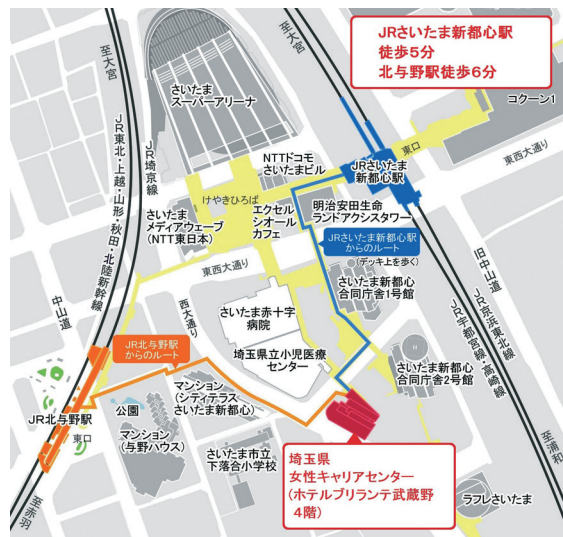 JRさいたま新都心駅
徒歩5分
北与野駅徒歩6分
至大宮
至大宮
さいたま
スーパーアリーナ
コクーン1
JR東北・上越・山形・秋田・北陸新幹線
JR埼京線
NTTドコモ
さいたまビル
東口
JRさいたま
新都心駅
東西大通り
けやきひろば
明治安田生命
ランドアクシスタワー
さいたま
メディアウェーブ
(NTT東日本)
エクセル
シオール
カフェ
JRさいたま新都心駅
からのルート
(デッキ上を歩く)
東西大通り
旧中山道
中山道
西大通り
さいたま新都心
合同庁舎1号館
さいたま赤十字
病院
JR京浜東北線
JR宇都宮線・高崎線
JR北与野駅
からのルート
埼玉県立小児医療
センター
H
さいたま新都心
合同庁舎2号館
マンション
(シティテラス
さいたま新都心)
JR北与野駅
公園
東口
マンション
(与野ハウス)
さいたま市立
下落合小学校
埼玉県
女性キャリアセンター
(ホテルブリランテ武蔵野
4階)
至浦和
ラフレさいたま
至赤羽